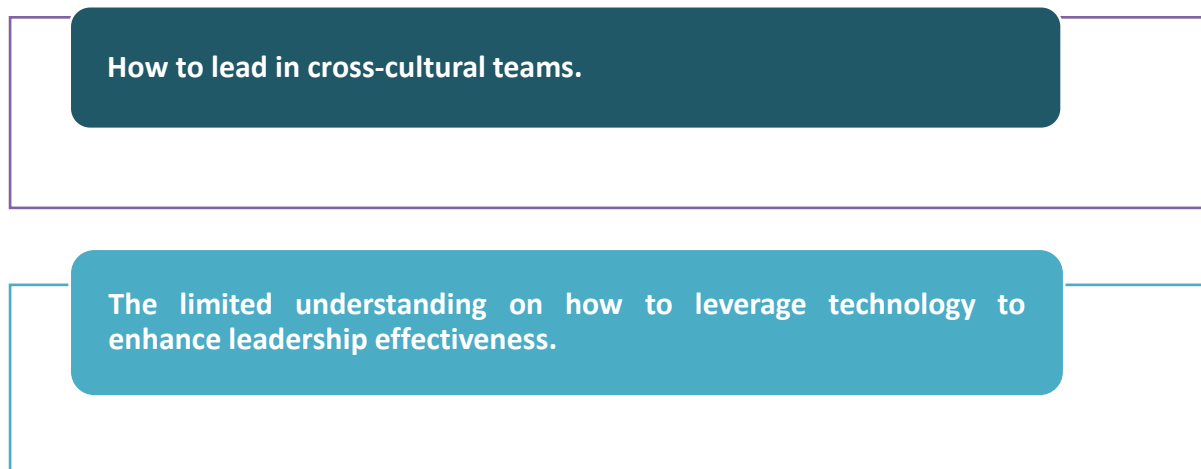 How to lead in cross-cultural teams.
The limited understanding on how to leverage technology to
enhance leadership effectiveness.